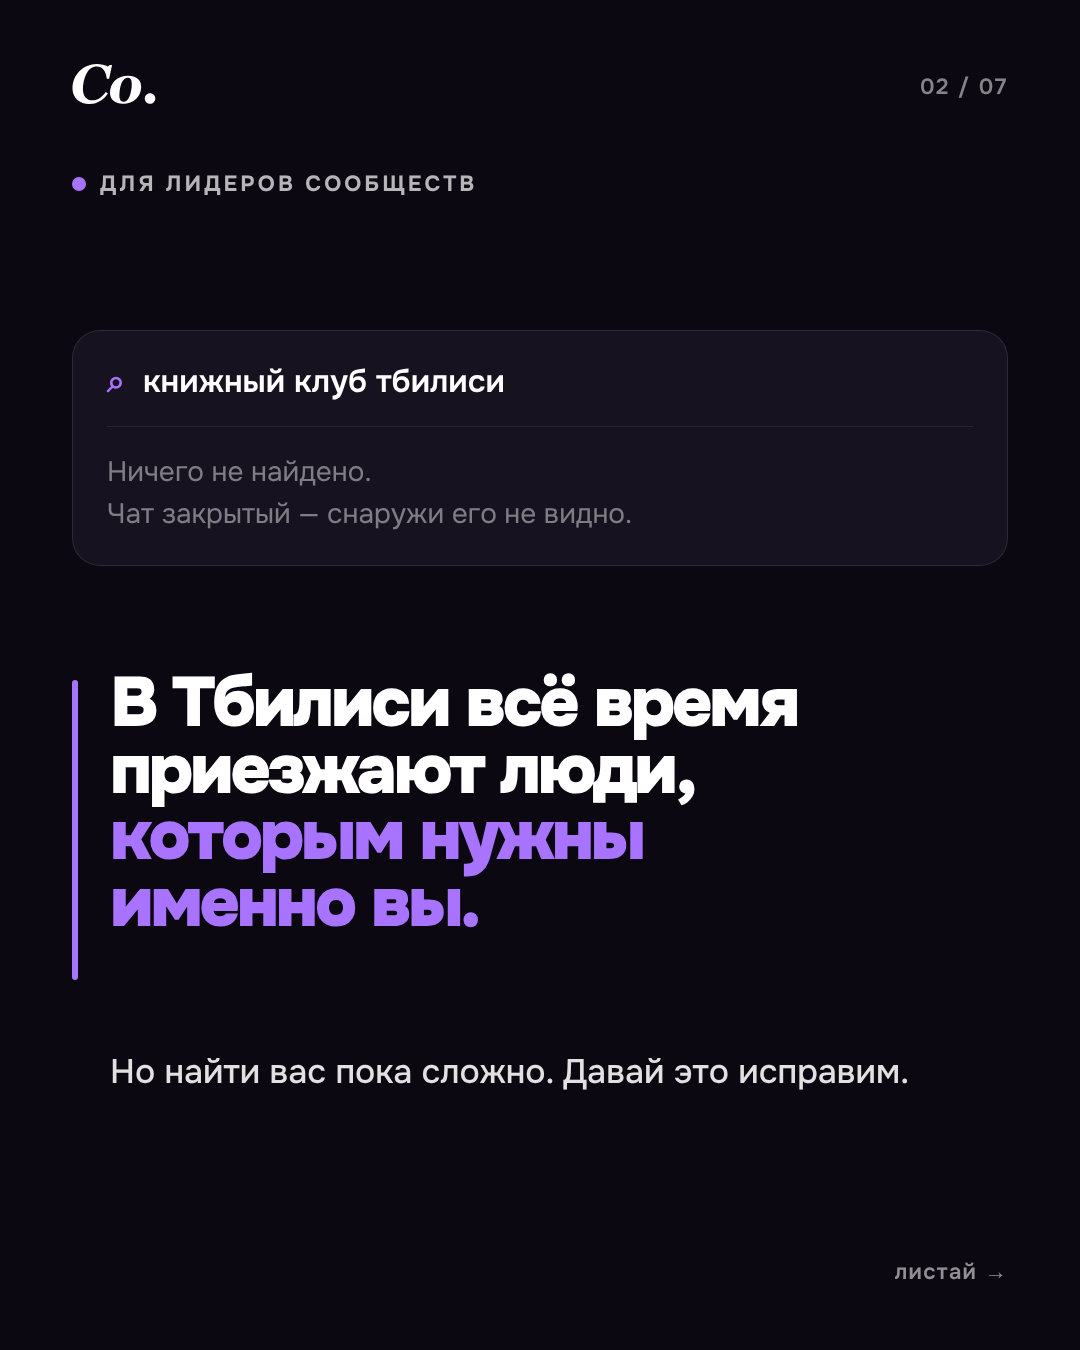 Co.
02 / 07
ДЛЯ ЛИДЕРОВ СООБЩЕСТВ
книжный клуб тбилиси
Ничего не найдено.
Чат закрытый — снаружи его не видно.
В Тбилиси всё время
приезжают люди,
которым нужны
именно вы.
Но найти вас пока сложно. Давай это исправим.
листай →